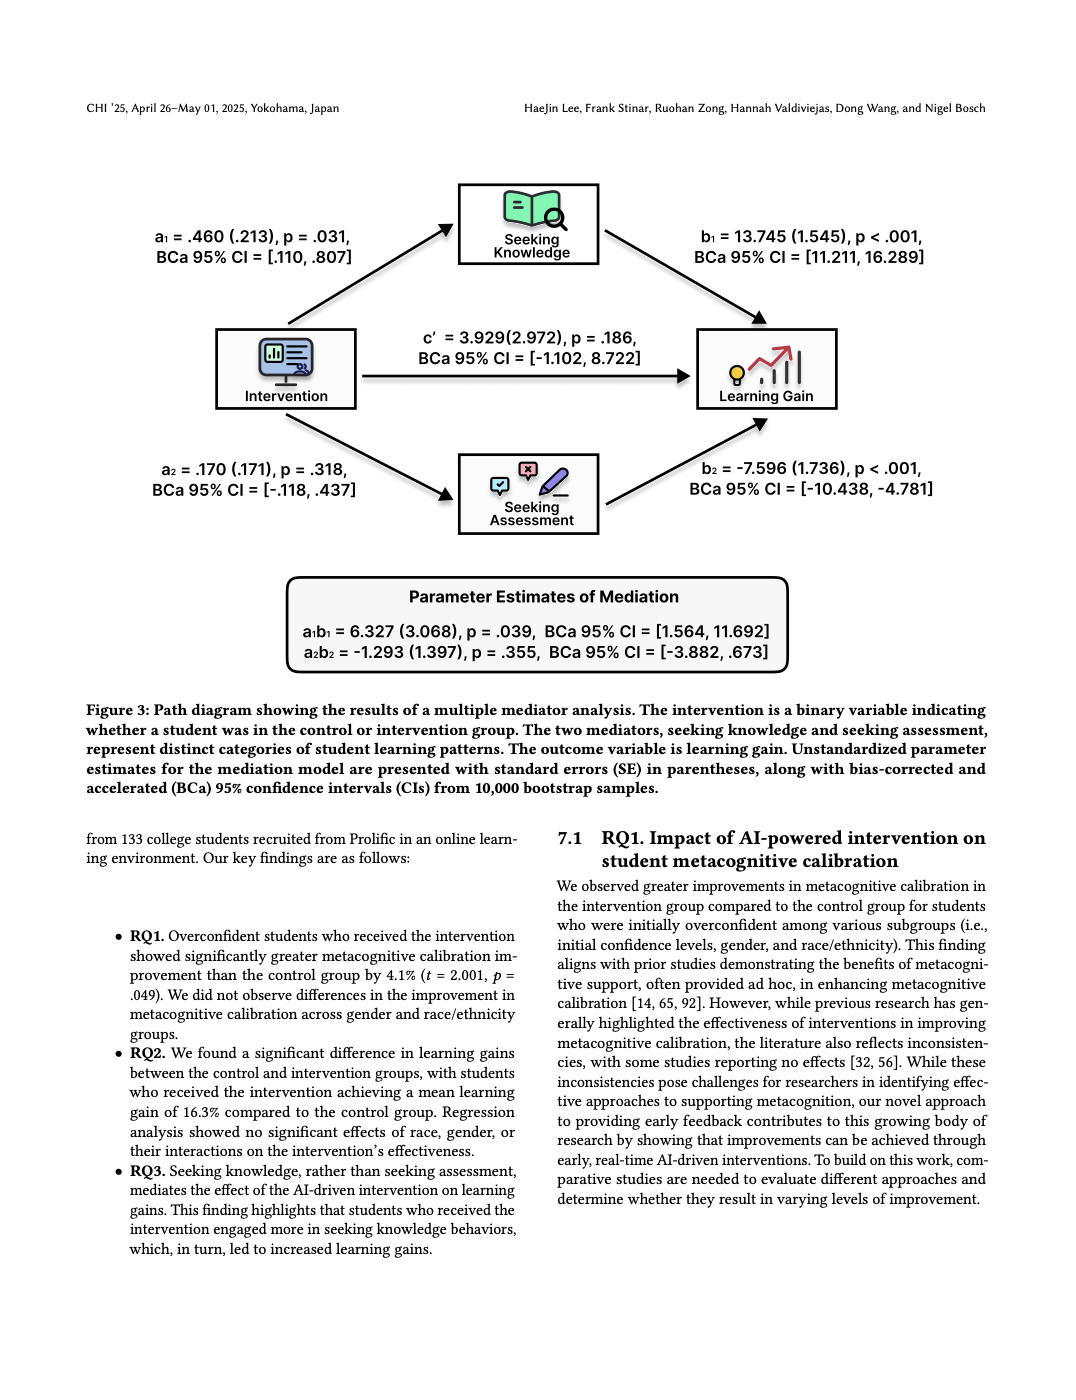 CHI ’25, April 26–May 01, 2025, Yokohama, Japan
HaeJin Lee, Frank Stinar, Ruohan Zong, Hannah Valdiviejas, Dong Wang, and Nigel Bosch
Seeking
Knowledge
a₁ = .460 (.213), p = .031,
BCa 95% CI = [.110, .807]
b₁ = 13.745 (1.545), p < .001,
BCa 95% CI = [11.211, 16.289]
c′ = 3.929(2.972), p = .186,
BCa 95% CI = [-1.102, 8.722]
Intervention
Learning Gain
a₂ = .170 (.171), p = .318,
BCa 95% CI = [-.118, .437]
b₂ = -7.596 (1.736), p < .001,
BCa 95% CI = [-10.438, -4.781]
Seeking
Assessment
Parameter Estimates of Mediation
a₁b₁ = 6.327 (3.068), p = .039, BCa 95% CI = [1.564, 11.692]
a₂b₂ = -1.293 (1.397), p = .355, BCa 95% CI = [-3.882, .673]
Figure 3: Path diagram showing the results of a multiple mediator analysis. The intervention is a binary variable indicating
whether a student was in the control or intervention group. The two mediators, seeking knowledge and seeking assessment,
represent distinct categories of student learning patterns. The outcome variable is learning gain. Unstandardized parameter
estimates for the mediation model are presented with standard errors (SE) in parentheses, along with bias-corrected and
accelerated (BCa) 95% confidence intervals (CIs) from 10,000 bootstrap samples.
from 133 college students recruited from Prolific in an online learn-
ing environment. Our key findings are as follows:
• RQ1. Overconfident students who received the intervention
showed significantly greater metacognitive calibration im-
provement than the control group by 4.1% (t = 2.001, p =
.049). We did not observe differences in the improvement in
metacognitive calibration across gender and race/ethnicity
groups.
• RQ2. We found a significant difference in learning gains
between the control and intervention groups, with students
who received the intervention achieving a mean learning
gain of 16.3% compared to the control group. Regression
analysis showed no significant effects of race, gender, or
their interactions on the intervention’s effectiveness.
• RQ3. Seeking knowledge, rather than seeking assessment,
mediates the effect of the AI-driven intervention on learning
gains. This finding highlights that students who received the
intervention engaged more in seeking knowledge behaviors,
which, in turn, led to increased learning gains.
7.1 RQ1. Impact of AI-powered intervention on
student metacognitive calibration
We observed greater improvements in metacognitive calibration in
the intervention group compared to the control group for students
who were initially overconfident among various subgroups (i.e.,
initial confidence levels, gender, and race/ethnicity). This finding
aligns with prior studies demonstrating the benefits of metacogni-
tive support, often provided ad hoc, in enhancing metacognitive
calibration [14, 65, 92]. However, while previous research has gen-
erally highlighted the effectiveness of interventions in improving
metacognitive calibration, the literature also reflects inconsisten-
cies, with some studies reporting no effects [32, 56]. While these
inconsistencies pose challenges for researchers in identifying effec-
tive approaches to supporting metacognition, our novel approach
to providing early feedback contributes to this growing body of
research by showing that improvements can be achieved through
early, real-time AI-driven interventions. To build on this work, com-
parative studies are needed to evaluate different approaches and
determine whether they result in varying levels of improvement.